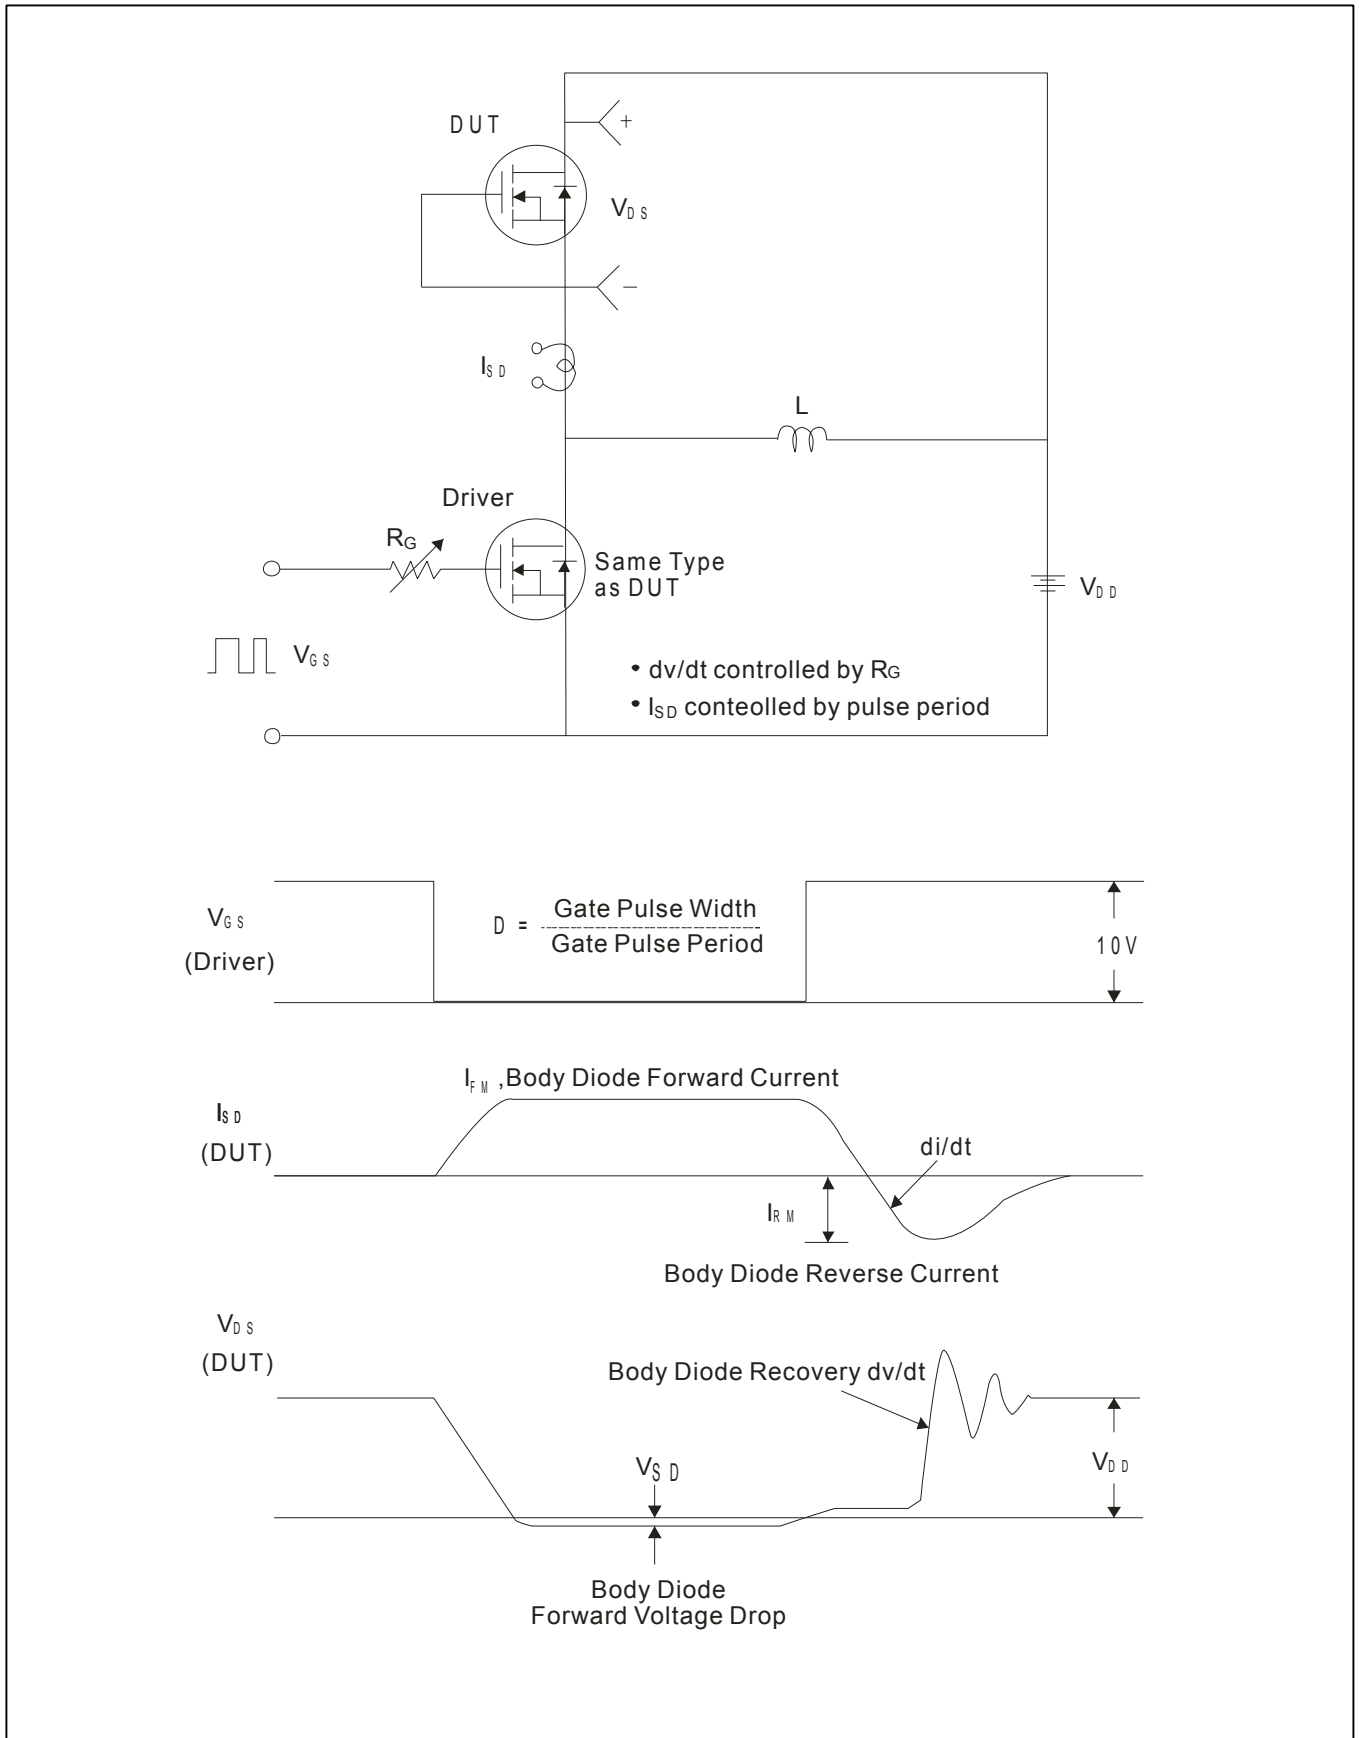 DUT
+
VDS
−
ISD
L
Driver
RG
Same Type
as DUT
VDD
VGS
• dv/dt controlled by RG
• ISD conteolled by pulse period
VGS
(Driver)
D = Gate Pulse Width
Gate Pulse Period
10V
IFM ,Body Diode Forward Current
ISD
(DUT)
di/dt
IRM
Body Diode Reverse Current
VDS
(DUT)
Body Diode Recovery dv/dt
VSD
VDD
Body Diode
Forward Voltage Drop